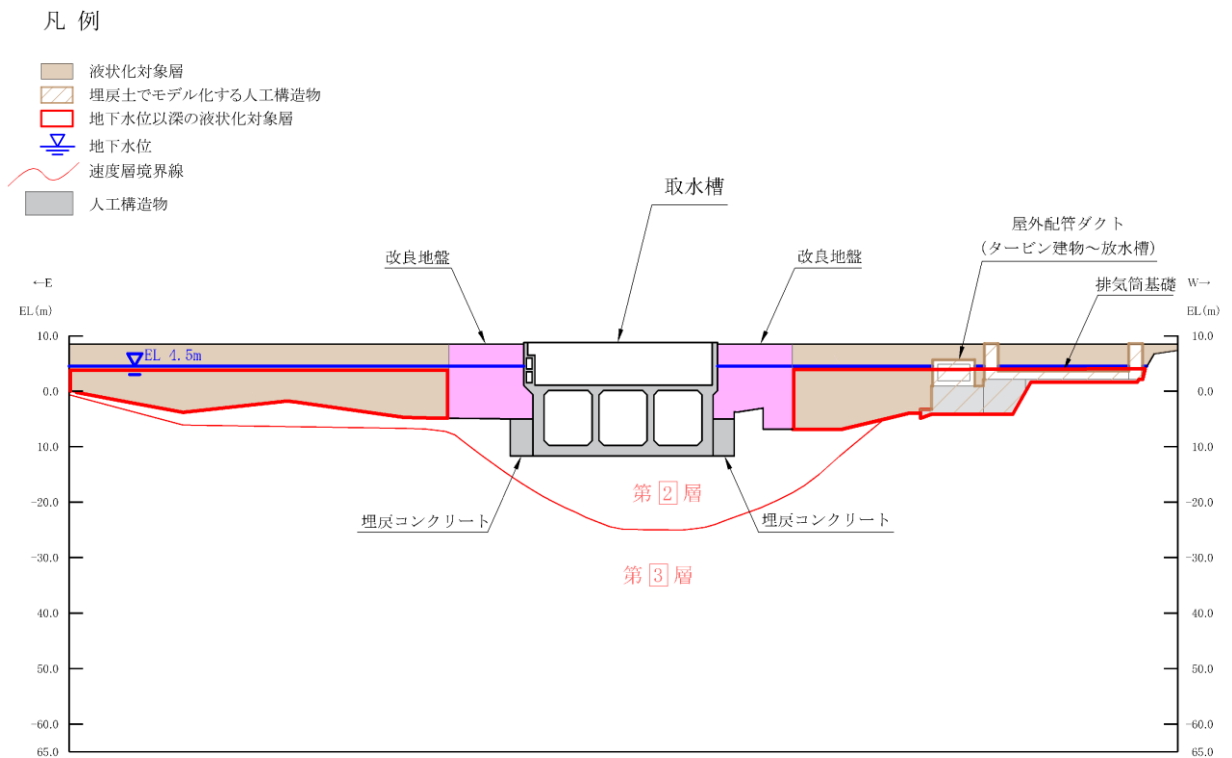 凡 例
液状化対象層
埋戻土でモデル化する人工構造物
地下水位以深の液状化対象層
地下水位
速度層境界線
人工構造物
取水槽
屋外配管ダクト
(タービン建物～放水槽)
改良地盤
改良地盤
排気筒基礎
←E
W→
EL(m)
EL(m)
10.0
10.0
EL 4.5m
0.0
0.0
10.0
-10.0
第2層
-20.0
-20.0
埋戻コンクリート
埋戻コンクリート
-30.0
-30.0
第3層
-40.0
-40.0
-50.0
-50.0
-60.0
-60.0
65.0
65.0